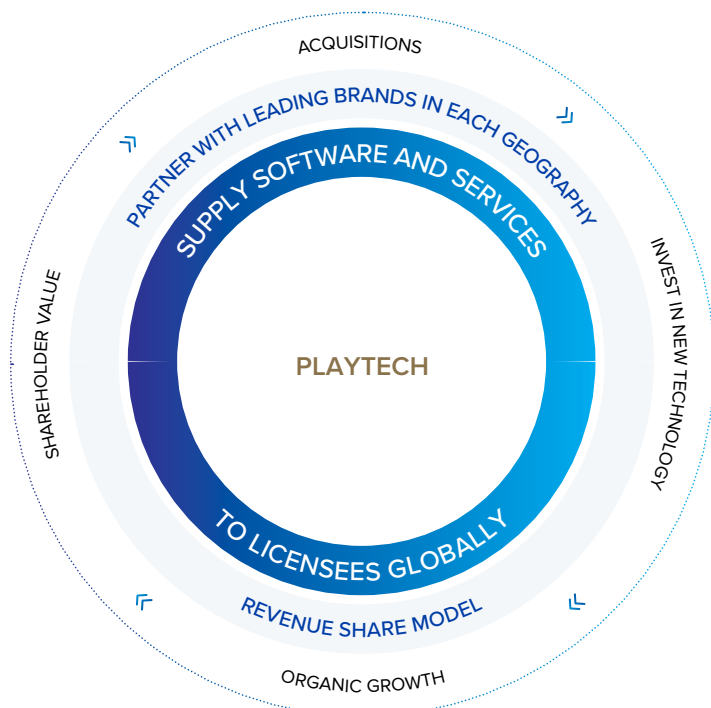 ACQUISITIONS
PARTNER WITH LEADING BRANDS IN EACH GEOGRAPHY
SUPPLY SOFTWARE AND SERVICES
INVEST IN NEW TECHNOLOGY
SHAREHOLDER VALUE
PLAYTECH
TO LICENSEES GLOBALLY
REVENUE SHARE MODEL
ORGANIC GROWTH